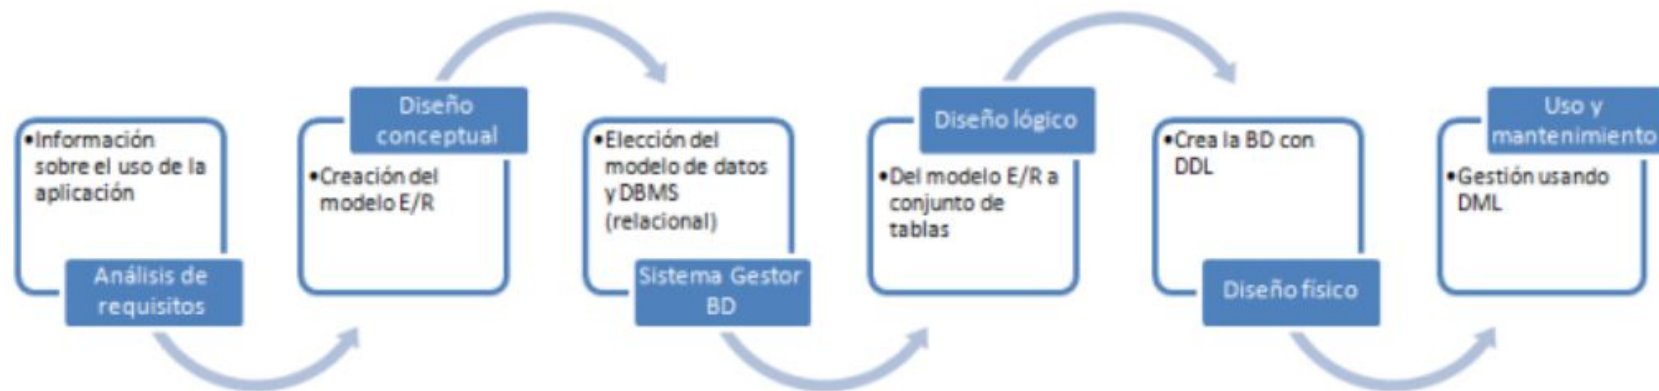 •Información
sobre el uso de la
aplicación
Análisis de
requisitos
Diseño
conceptual
•Creación del
modelo E/R
•Elección del
modelo de datos
y DBMS
(relacional)
Sistema Gestor
BD
Diseño lógico
•Del modelo E/R a
conjunto de
tablas
•Crea la BD con
DDL
Diseño físico
Uso y
mantenimiento
•Gestión usando
DML